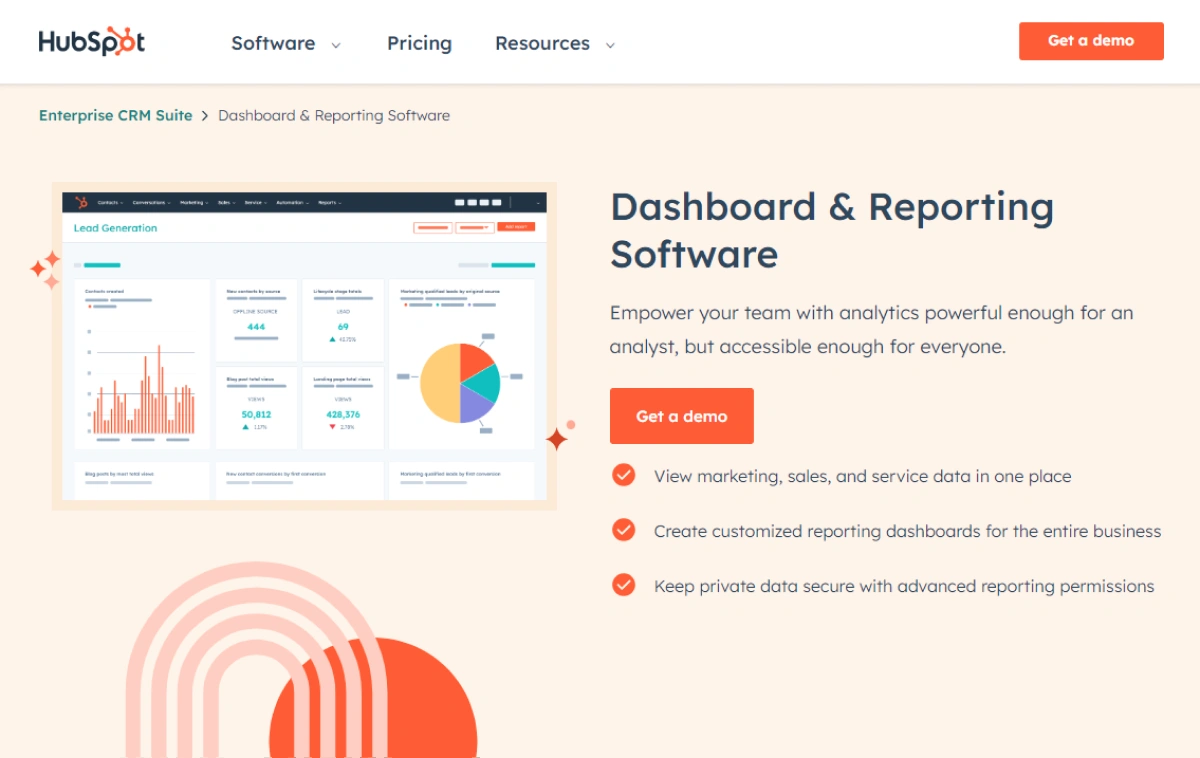 HubSpot
Software
Pricing
Resources
Get a demo
Enterprise CRM Suite > Dashboard & Reporting Software
Contacts
Conversations
Marketing
Sales
Service
Automation
Reports
Lead Generation
Contacts created
New contacts by source
OFFLINE SOURCE
444
Lifecycle stage totals
LEAD
69
Marketing qualified leads by original source
Blog post total views
VIEWS
50,812
Landing page total views
VIEWS
428,376
Blog posts by most total views
New contact conversions by first conversion
Marketing qualified leads by first conversion
Dashboard & Reporting
Software
Empower your team with analytics powerful enough for an
analyst, but accessible enough for everyone.
Get a demo
View marketing, sales, and service data in one place
Create customized reporting dashboards for the entire business
Keep private data secure with advanced reporting permissions